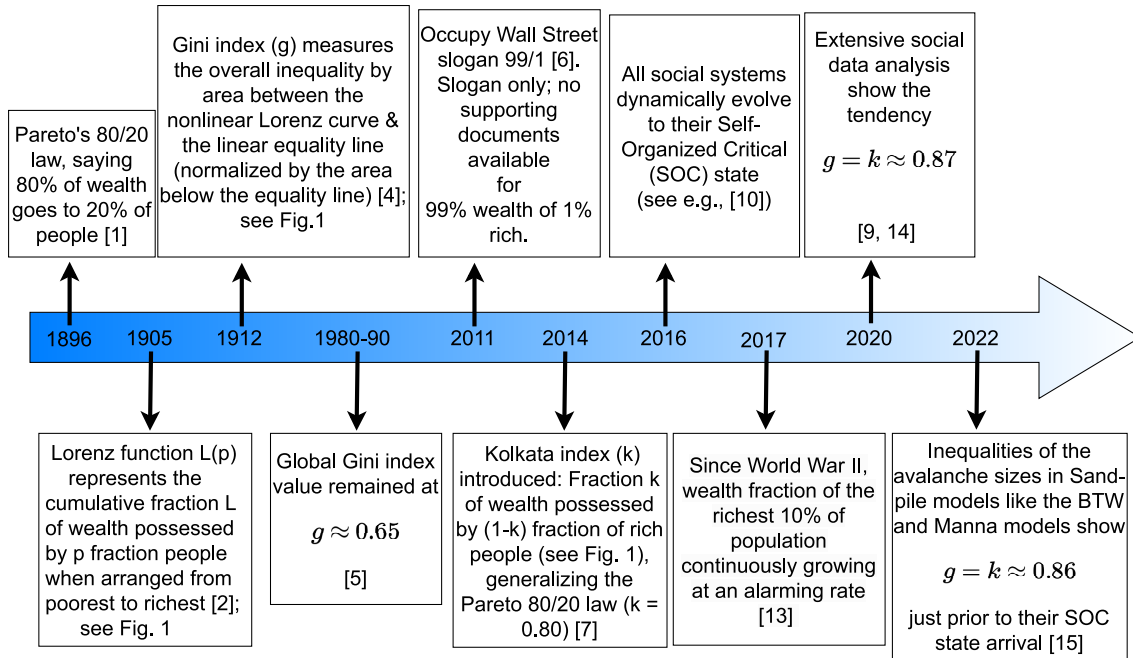 Pareto's 80/20
law, saying
80% of wealth
goes to 20% of
people [1]
Gini index (g) measures
the overall inequality by
area between the
nonlinear Lorenz curve &
the linear equality line
(normalized by the area
below the equality line) [4];
see Fig.1
Occupy Wall Street
slogan 99/1 [6].
Slogan only; no
supporting
documents
available
for
99% wealth of 1%
rich.
All social systems
dynamically evolve
to their Self-
Organized Critical
(SOC) state
(see e.g., [10])
Extensive social
data analysis
show the
tendency
g = k ≈ 0.87
[9, 14]
1896 1905 1912 1980-90 2011 2014 2016 2017 2020 2022
Lorenz function L(p)
represents the
cumulative fraction L
of wealth possessed
by p fraction people
when arranged from
poorest to richest [2];
see Fig. 1
Global Gini index
value remained at
g ≈ 0.65
[5]
Kolkata index (k)
introduced: Fraction k
of wealth possessed
by (1-k) fraction of rich
people (see Fig. 1),
generalizing the
Pareto 80/20 law (k =
0.80) [7]
Since World War II,
wealth fraction of the
richest 10% of
population
continuously growing
at an alarming rate
[13]
Inequalities of the
avalanche sizes in Sand-
pile models like the BTW
and Manna models show
g = k ≈ 0.86
just prior to their SOC
state arrival [15]